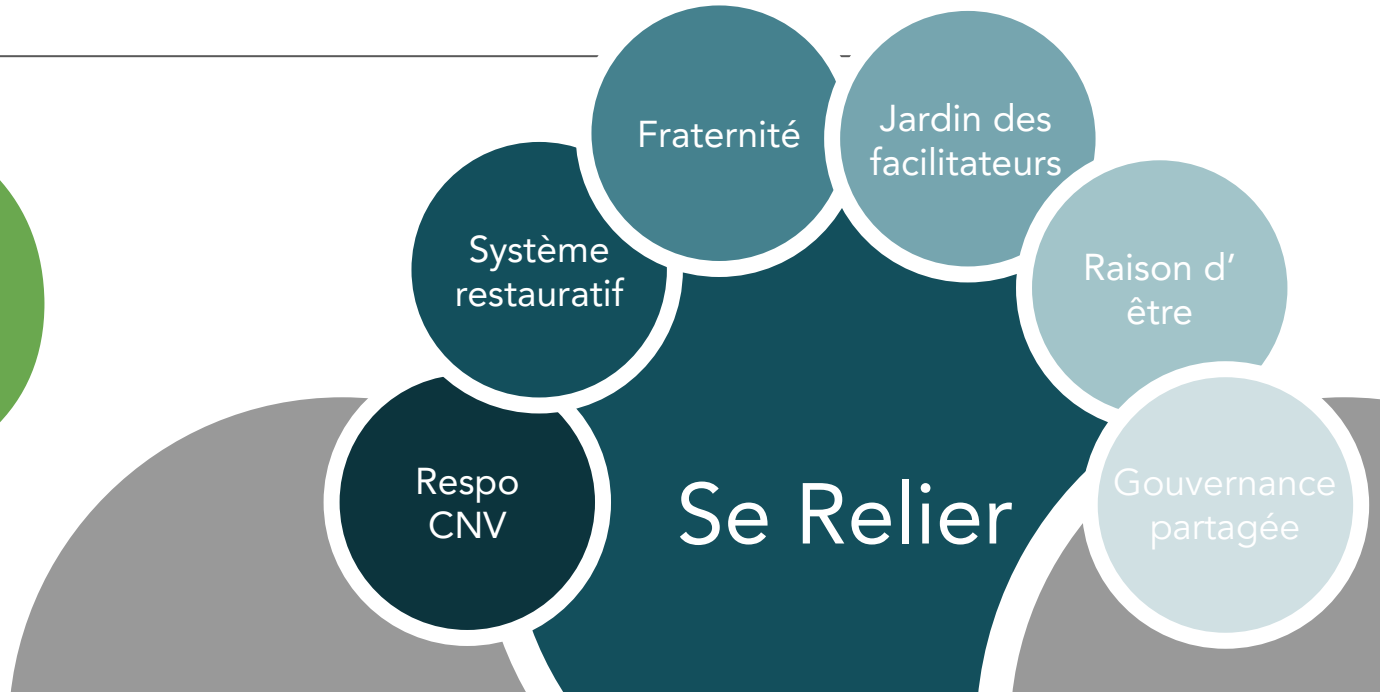 Fraternité
Jardin des
facilitateurs
Système
restauratif
Raison d'
être
Respo
CNV
Se Relier
Gouvernance
partagée